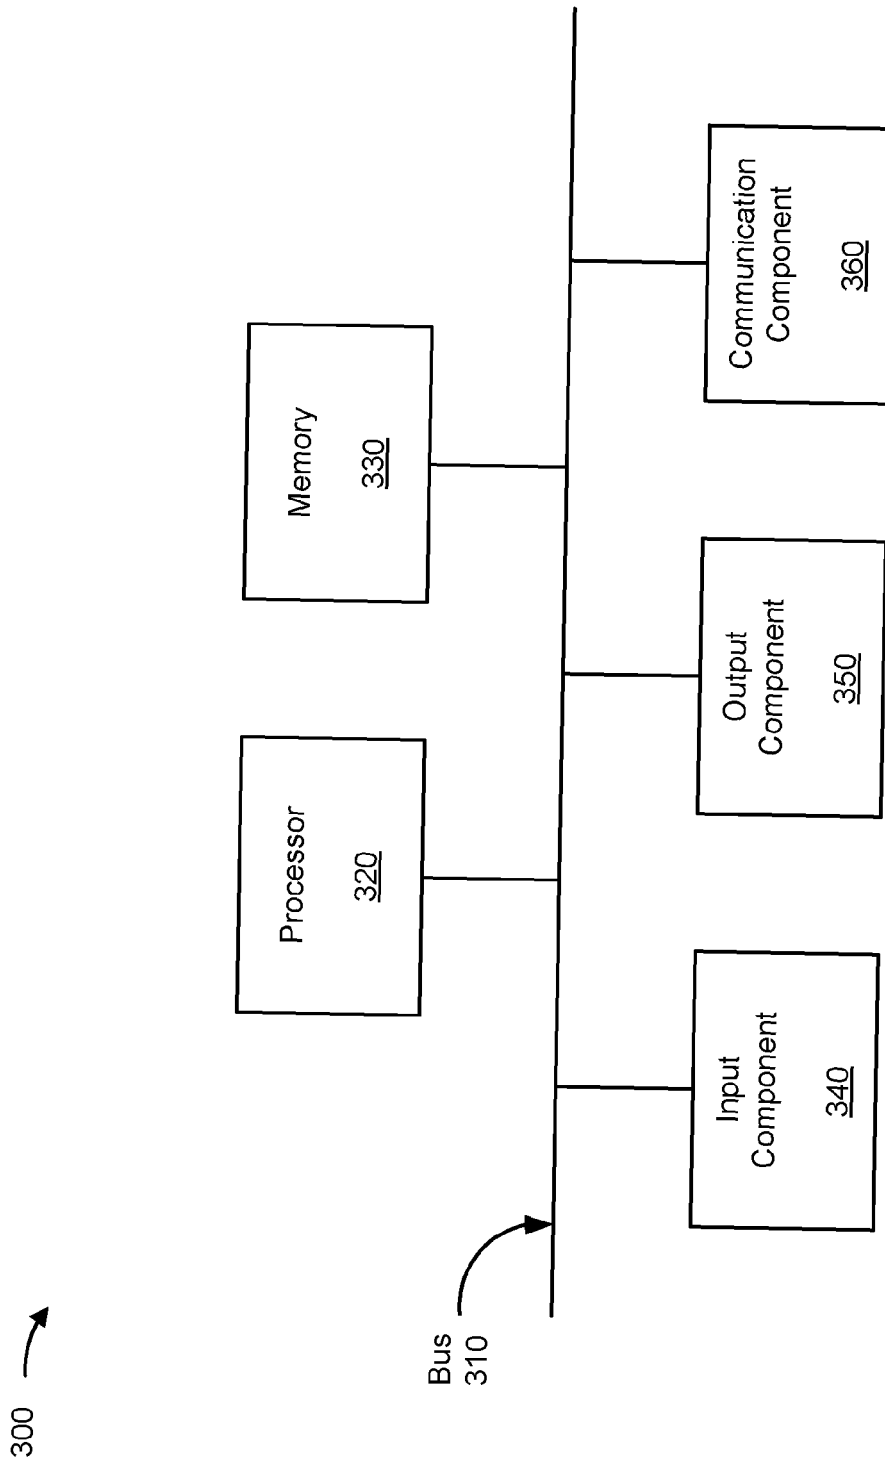 300
Bus
310
Processor
320
Memory
330
Input
Component
340
Output
Component
350
Communication
Component
360